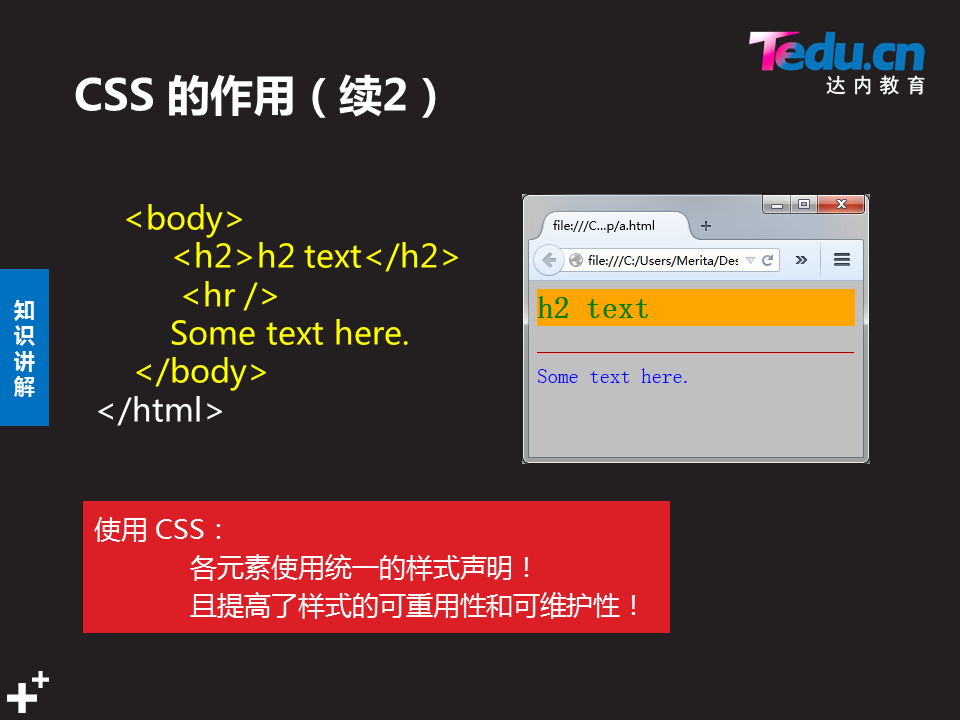 Tedu.cn
达内教育
CSS 的作用（续2）
<body>
<h2>h2 text</h2>
<hr />
Some text here.
</body>
</html>
知识讲解
file:///C...p/a.html
file:///C:/Users/Merita/Des
h2 text
Some text here.
使用 CSS：
各元素使用统一的样式声明！
且提高了样式的可重用性和可维护性！